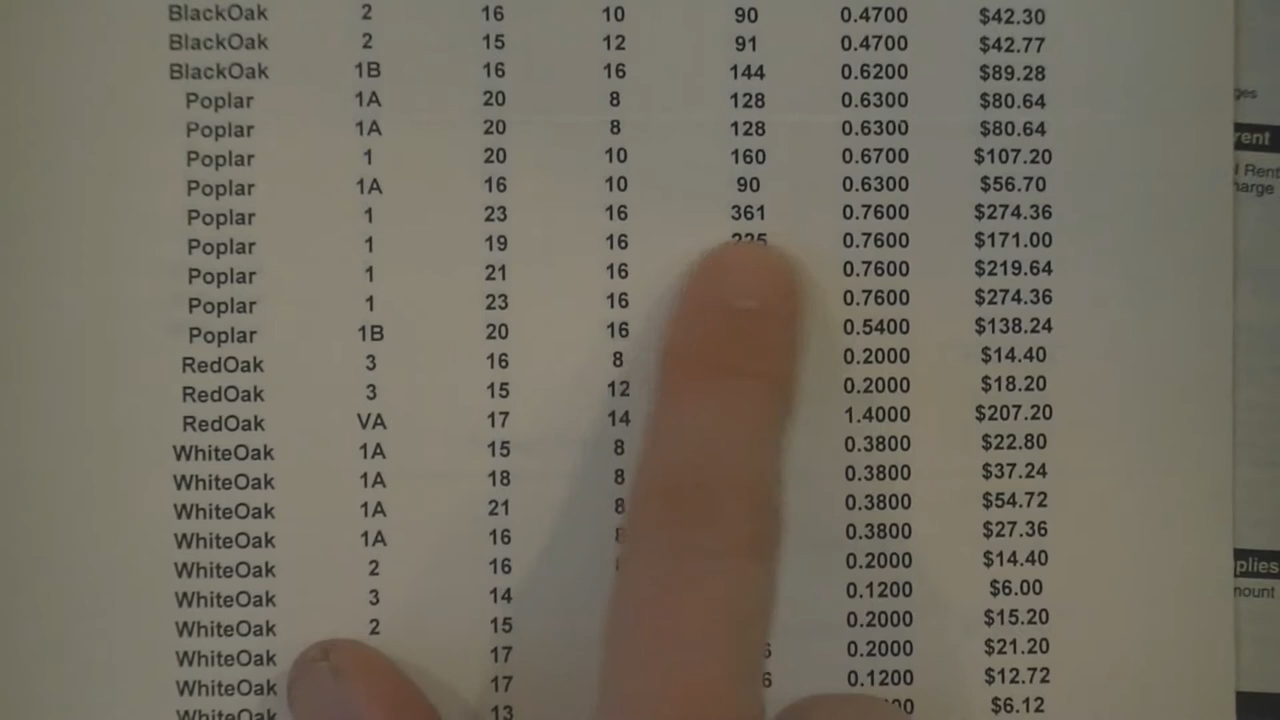 BlackOak 2 16 10 90 0.4700 $42.30
BlackOak 2 15 12 91 0.4700 $42.77
BlackOak 1B 16 16 144 0.6200 $89.28
Poplar 1A 20 8 128 0.6300 $80.64
Poplar 1A 20 8 128 0.6300 $80.64
Poplar 1 20 10 160 0.6700 $107.20
Poplar 1A 16 10 90 0.6300 $56.70
Poplar 1 23 16 361 0.7600 $274.36
Poplar 1 19 16 225 0.7600 $171.00
Poplar 1 21 16 0.7600 $219.64
Poplar 1 23 16 0.7600 $274.36
Poplar 1B 20 16 0.5400 $138.24
RedOak 3 16 8 0.2000 $14.40
RedOak 3 15 12 0.2000 $18.20
RedOak VA 17 14 1.4000 $207.20
WhiteOak 1A 15 8 0.3800 $22.80
WhiteOak 1A 18 8 0.3800 $37.24
WhiteOak 1A 21 8 0.3800 $54.72
WhiteOak 1A 16 8 0.3800 $27.36
WhiteOak 2 16 0.2000 $14.40
WhiteOak 3 14 0.1200 $6.00
WhiteOak 2 15 0.2000 $15.20
WhiteOak 17 6 0.2000 $21.20
WhiteOak 17 6 0.1200 $12.72
WhiteOak 13 $6.12
ges
rent
Rent
harge
plies
mount